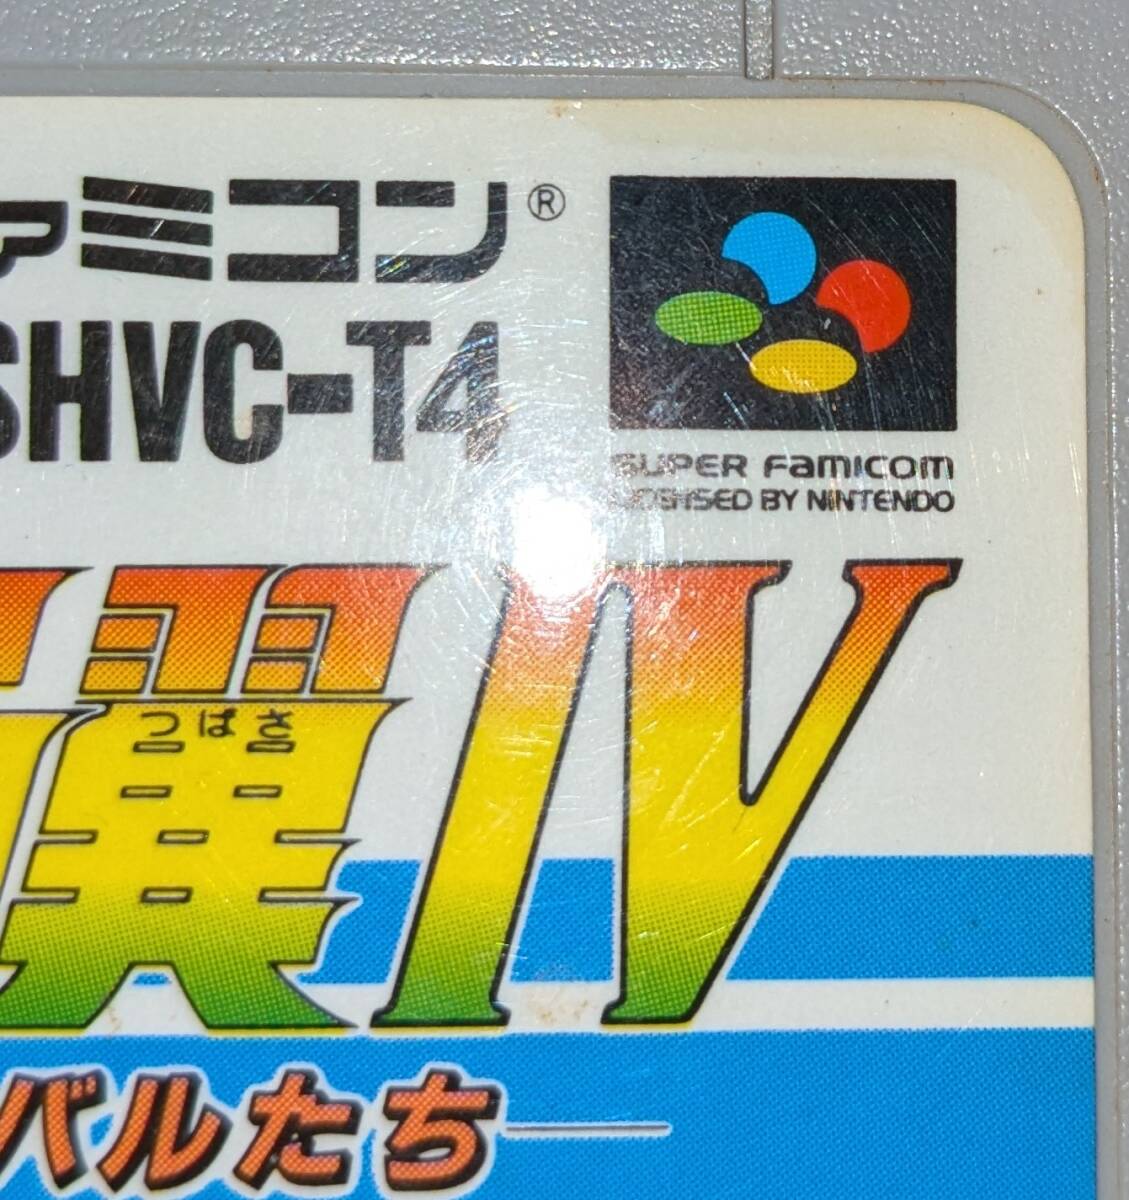 ァミコン®
SHVC-T4
SUPER FAMICOM
LICENSED BY NINTENDO
翼IV
つばさ
バルたち